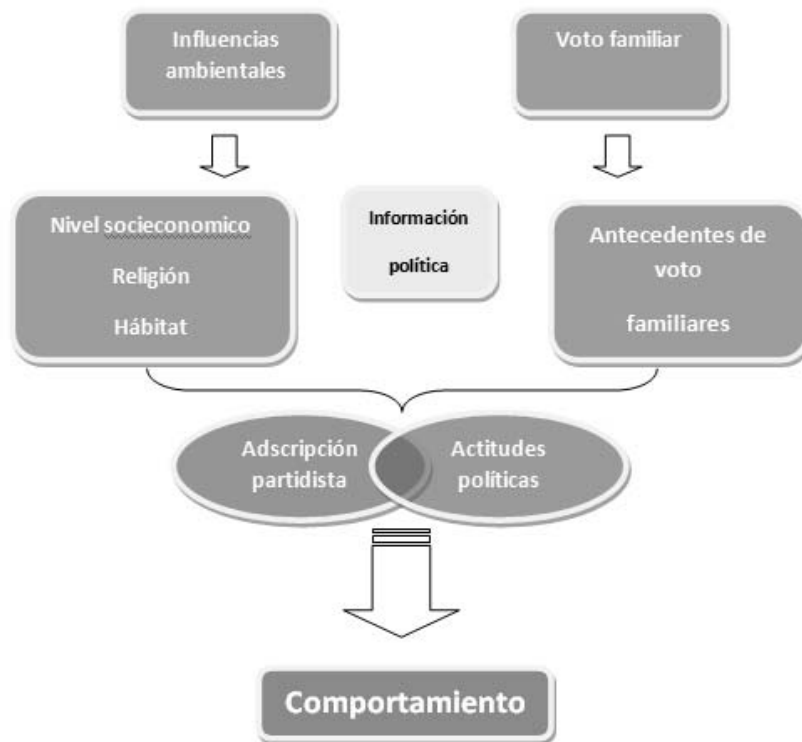 Influencias
ambientales
Voto familiar
Nivel socieconomico
Religión
Hábitat
Información
política
Antecedentes de
voto
familiares
Adscripción
partidista
Actitudes
políticas
Comportamiento